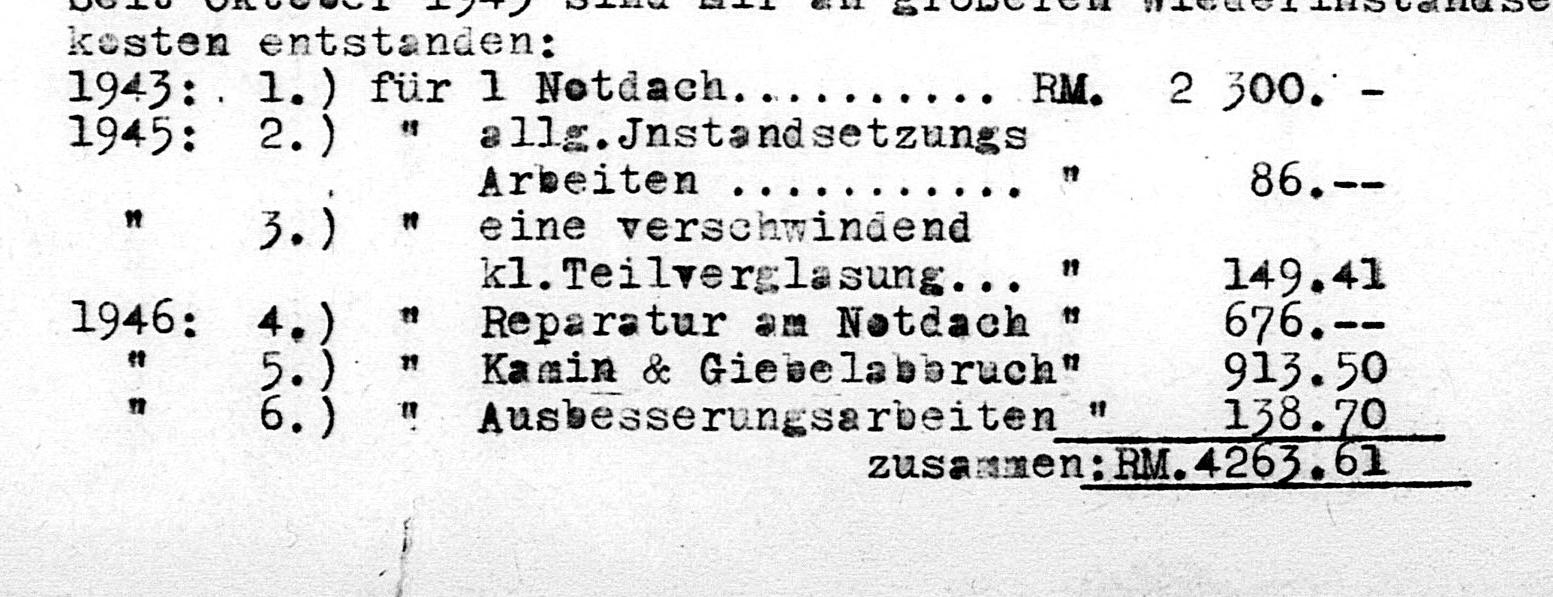 seit Oktober 1943 sind mir an größeren Wiederinstandse
kosten entstanden:
1943: 1.) für 1 Notdach........... RM. 2 300. -
1945: 2.) " allg.Jnstandsetzungs
Arbeiten ........... " 86.--
" 3.) " eine verschwindend
kl.Teilverglasung... " 149.41
1946: 4.) " Reparatur am Notdach " 676.--
" 5.) " Kamin & Giebelabbruch" 913.50
" 6.) " Ausbesserungsarbeiten " 138.70
zusammen:RM.4263.61